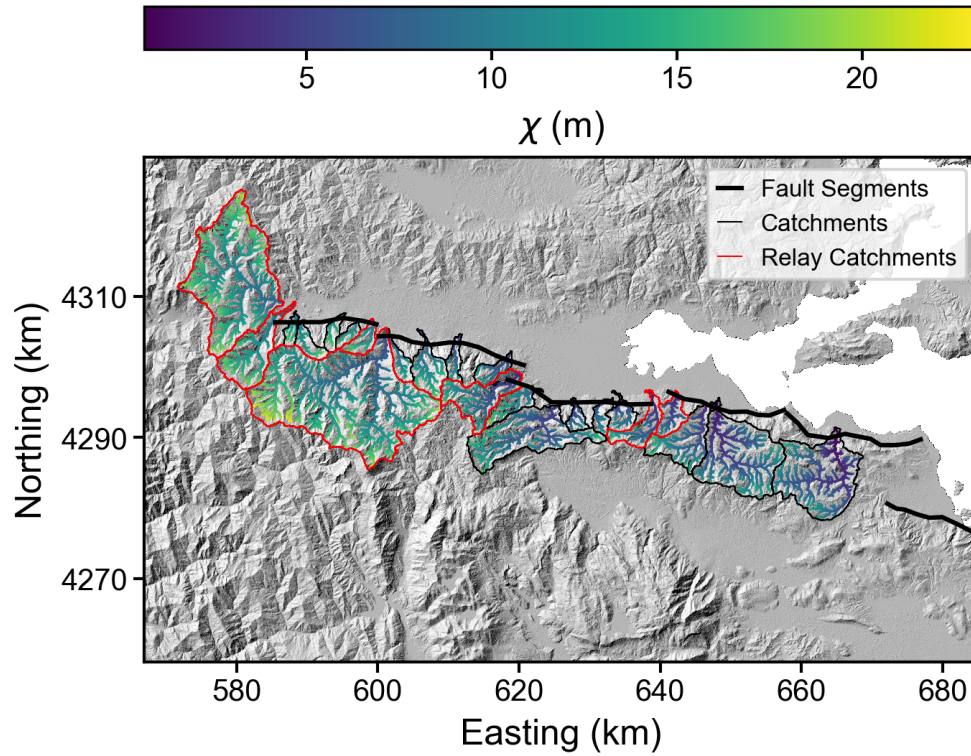 5 10 15 20
χ (m)
Fault Segments
Catchments
Relay Catchments
4310
4290
4270
Northing (km)
580 600 620 640 660 680
Easting (km)